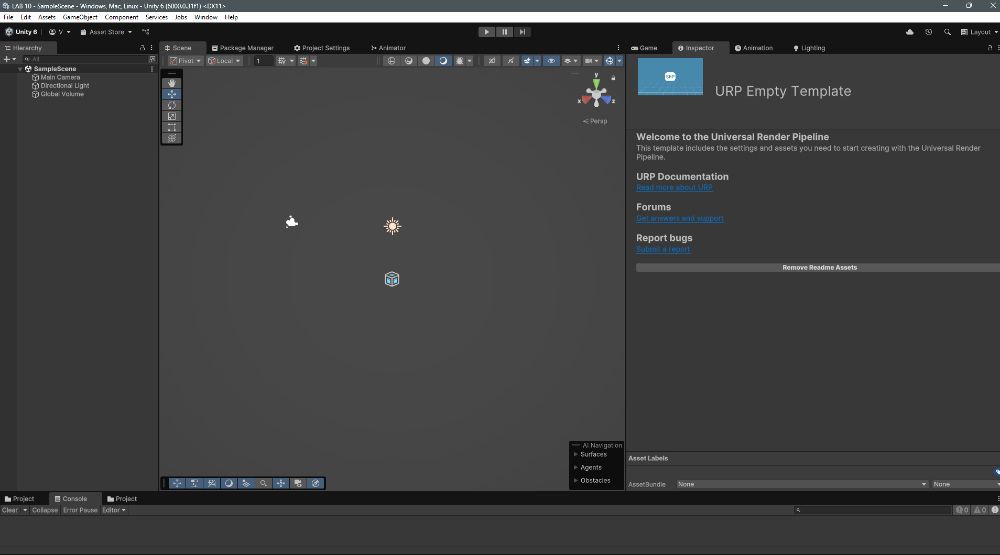 LAB 10 - SampleScene - Windows, Mac, Linux - Unity 6 (6000.0.31f1) <DX11>
File Edit Assets GameObject Component Services Jobs Window Help
Unity 6 V Asset Store Layout
Hierarchy Scene Package Manager Project Settings Animator Game Inspector Animation Lighting
All Pivot Local 1 2D
SampleScene
Main Camera
Directional Light
Global Volume
y
x z
Persp
SRP
URP Empty Template
Welcome to the Universal Render Pipeline
This template includes the settings and assets you need to start creating with the Universal Render
Pipeline.
URP Documentation
Read more about URP
Forums
Get answers and support
Report bugs
Submit a report
Remove Readme Assets
AI Navigation
Surfaces
Agents
Obstacles
Asset Labels
AssetBundle None None
Project Console Project
Clear Collapse Error Pause Editor 0 0